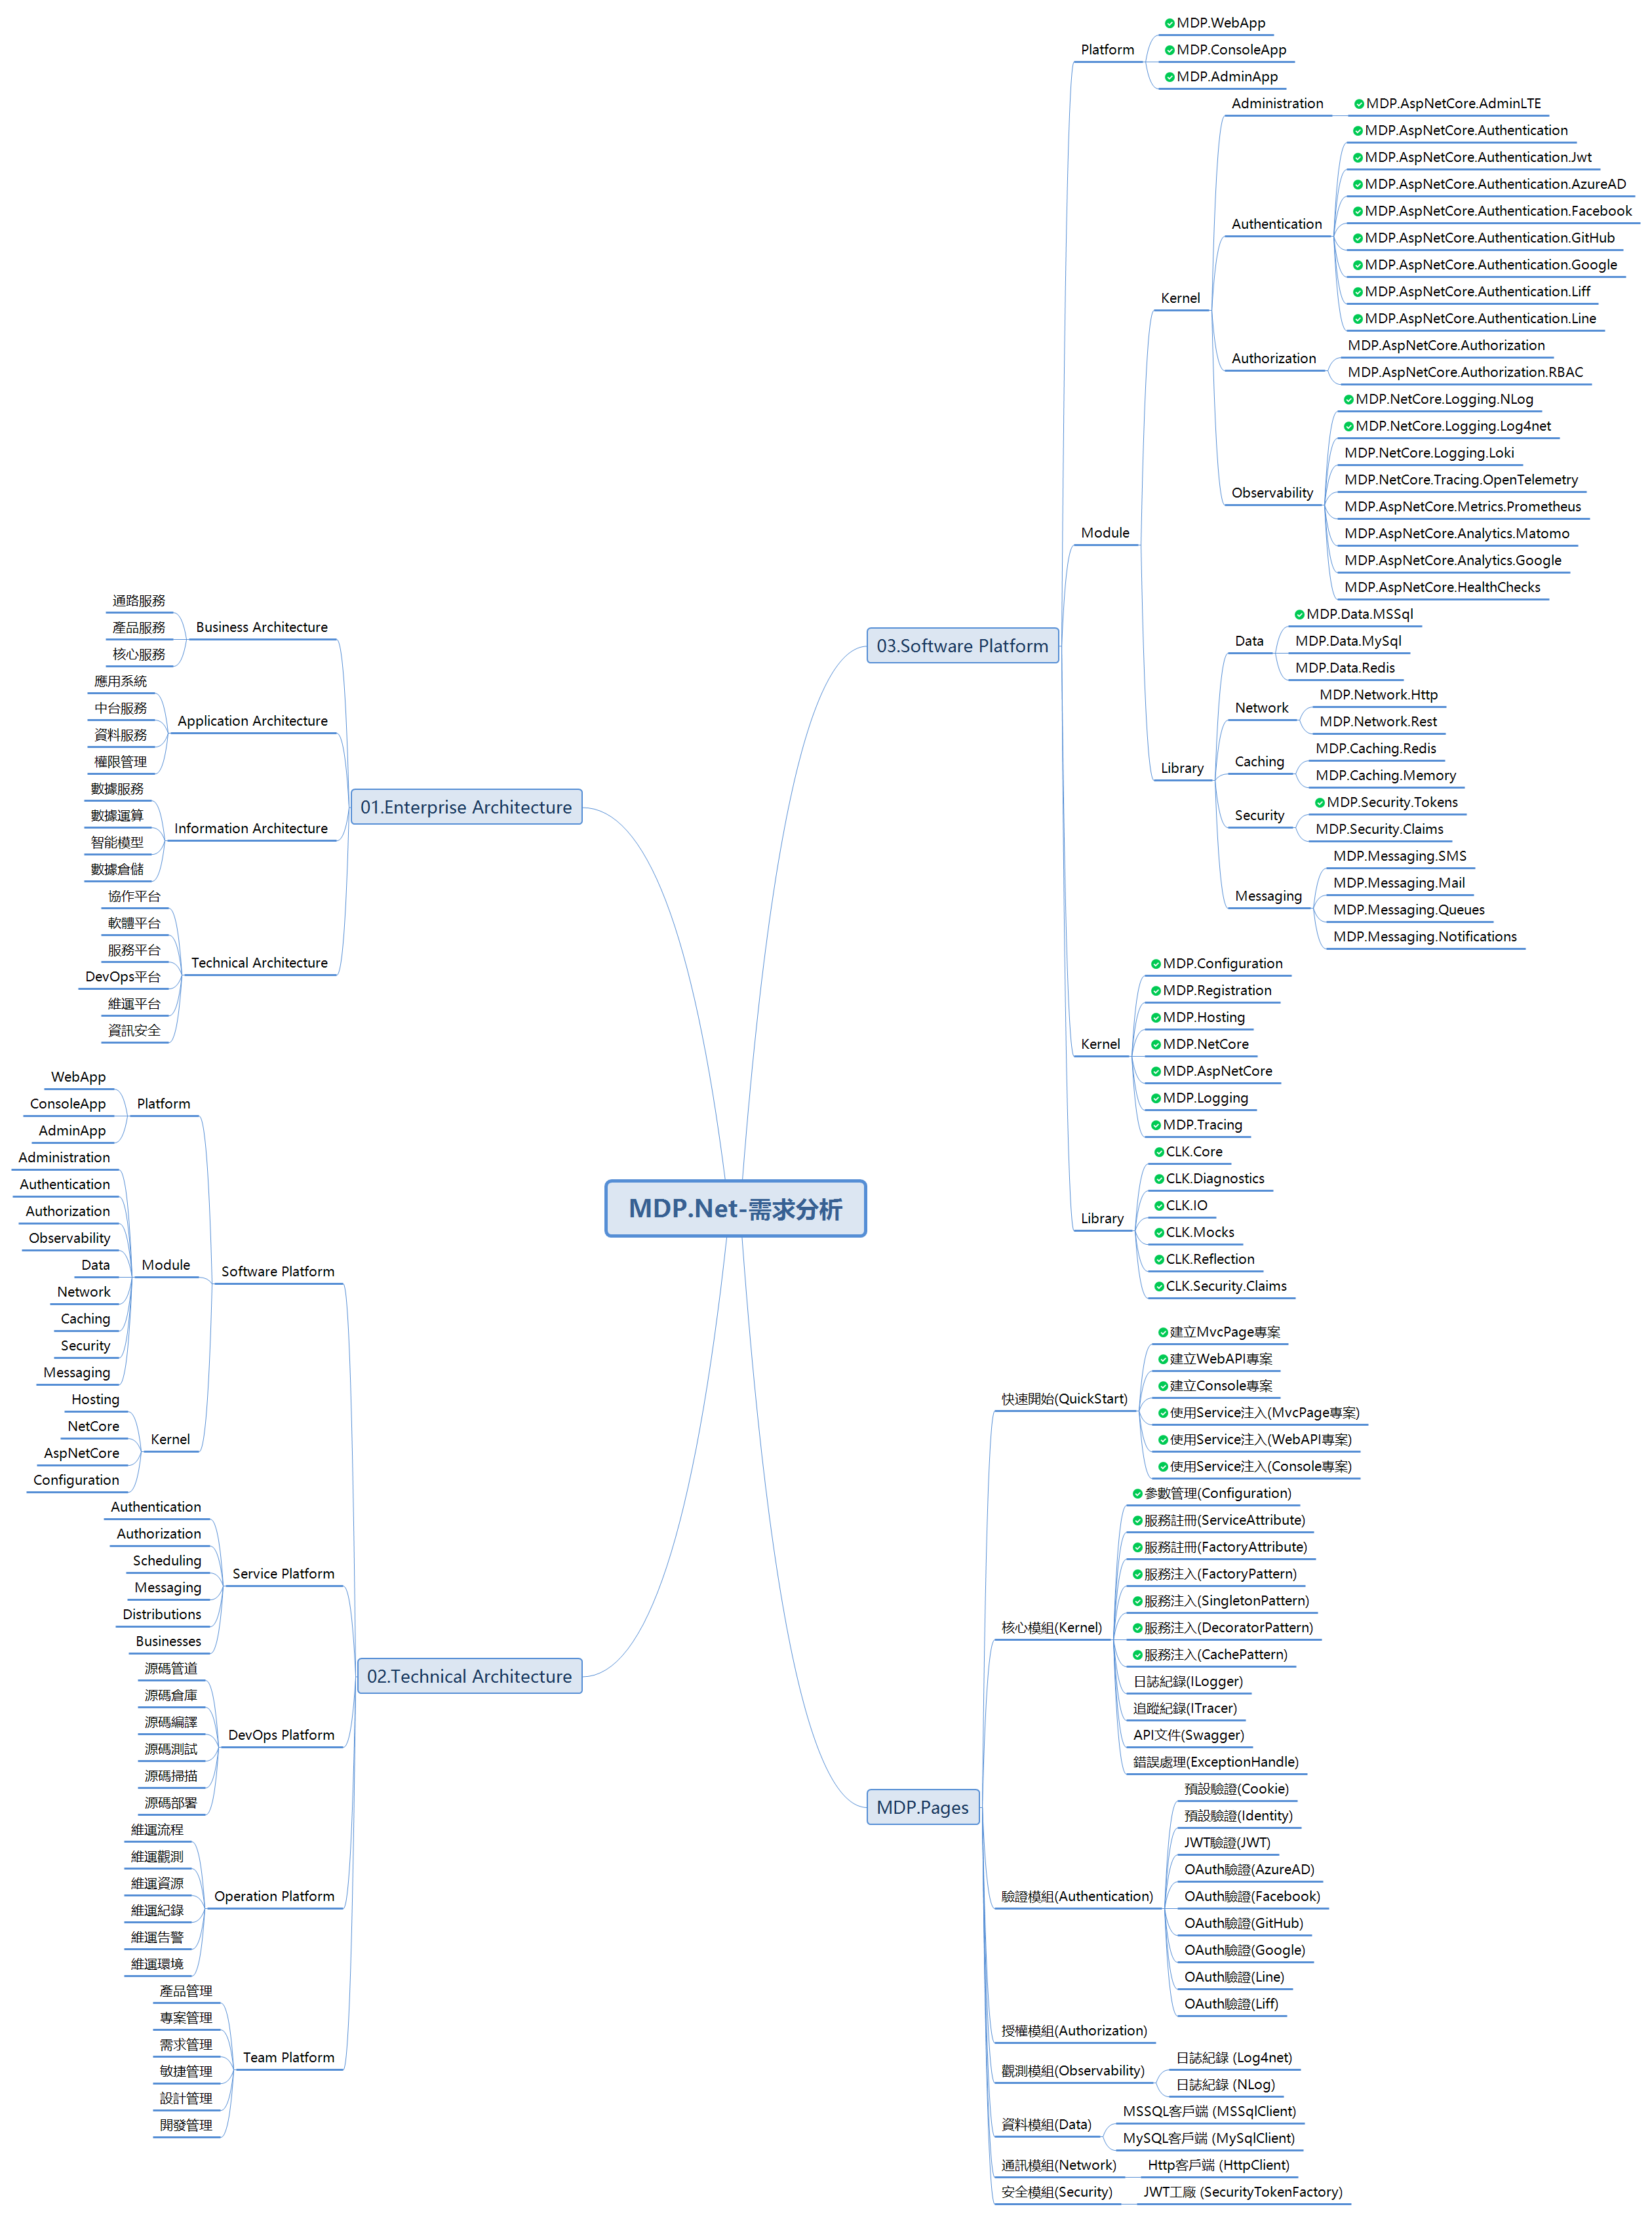 MDP.Net-需求分析
01.Enterprise Architecture
Business Architecture
通路服務
產品服務
核心服務
Application Architecture
應用系統
中台服務
資料服務
權限管理
Information Architecture
數據服務
數據運算
智能模型
數據倉儲
Technical Architecture
協作平台
軟體平台
服務平台
DevOps平台
維運平台
資訊安全
02.Technical Architecture
Software Platform
Platform
WebApp
ConsoleApp
AdminApp
Module
Administration
Authentication
Authorization
Observability
Data
Network
Caching
Security
Messaging
Kernel
Hosting
NetCore
AspNetCore
Configuration
Service Platform
Authentication
Authorization
Scheduling
Messaging
Distributions
Businesses
DevOps Platform
源碼管道
源碼倉庫
源碼編譯
源碼測試
源碼掃描
源碼部署
Operation Platform
維運流程
維運觀測
維運資源
維運紀錄
維運告警
維運環境
Team Platform
產品管理
專案管理
需求管理
敏捷管理
設計管理
開發管理
03.Software Platform
Platform
MDP.WebApp
MDP.ConsoleApp
MDP.AdminApp
Module
Kernel
Administration
MDP.AspNetCore.AdminLTE
Authentication
MDP.AspNetCore.Authentication
MDP.AspNetCore.Authentication.Jwt
MDP.AspNetCore.Authentication.AzureAD
MDP.AspNetCore.Authentication.Facebook
MDP.AspNetCore.Authentication.GitHub
MDP.AspNetCore.Authentication.Google
MDP.AspNetCore.Authentication.Liff
MDP.AspNetCore.Authentication.Line
Authorization
MDP.AspNetCore.Authorization
MDP.AspNetCore.Authorization.RBAC
Observability
MDP.NetCore.Logging.NLog
MDP.NetCore.Logging.Log4net
MDP.NetCore.Logging.Loki
MDP.NetCore.Tracing.OpenTelemetry
MDP.AspNetCore.Metrics.Prometheus
MDP.AspNetCore.Analytics.Matomo
MDP.AspNetCore.Analytics.Google
MDP.AspNetCore.HealthChecks
Library
Data
MDP.Data.MSSql
MDP.Data.MySql
MDP.Data.Redis
Network
MDP.Network.Http
MDP.Network.Rest
Caching
MDP.Caching.Redis
MDP.Caching.Memory
Security
MDP.Security.Tokens
MDP.Security.Claims
Messaging
MDP.Messaging.SMS
MDP.Messaging.Mail
MDP.Messaging.Queues
MDP.Messaging.Notifications
Kernel
MDP.Configuration
MDP.Registration
MDP.Hosting
MDP.NetCore
MDP.AspNetCore
MDP.Logging
MDP.Tracing
Library
CLK.Core
CLK.Diagnostics
CLK.IO
CLK.Mocks
CLK.Reflection
CLK.Security.Claims
MDP.Pages
快速開始(QuickStart)
建立MvcPage專案
建立WebAPI專案
建立Console專案
使用Service注入(MvcPage專案)
使用Service注入(WebAPI專案)
使用Service注入(Console專案)
核心模組(Kernel)
參數管理(Configuration)
服務註冊(ServiceAttribute)
服務註冊(FactoryAttribute)
服務注入(FactoryPattern)
服務注入(SingletonPattern)
服務注入(DecoratorPattern)
服務注入(CachePattern)
日誌紀錄(ILogger)
追蹤紀錄(ITracer)
API文件(Swagger)
錯誤處理(ExceptionHandle)
驗證模組(Authentication)
預設驗證(Cookie)
預設驗證(Identity)
JWT驗證(JWT)
OAuth驗證(AzureAD)
OAuth驗證(Facebook)
OAuth驗證(GitHub)
OAuth驗證(Google)
OAuth驗證(Line)
OAuth驗證(Liff)
授權模組(Authorization)
觀測模組(Observability)
日誌紀錄 (Log4net)
日誌紀錄 (NLog)
資料模組(Data)
MSSQL客戶端 (MSSqlClient)
MySQL客戶端 (MySqlClient)
通訊模組(Network)
Http客戶端 (HttpClient)
安全模組(Security)
JWT工廠 (SecurityTokenFactory)